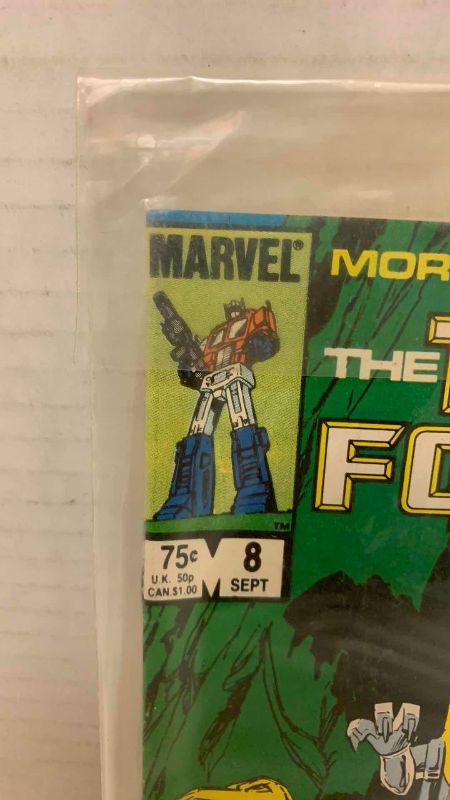 MARVEL®
MOR
THE T
FO
TM
75¢ 8
U.K. 50p
CAN.$1.00 SEPT